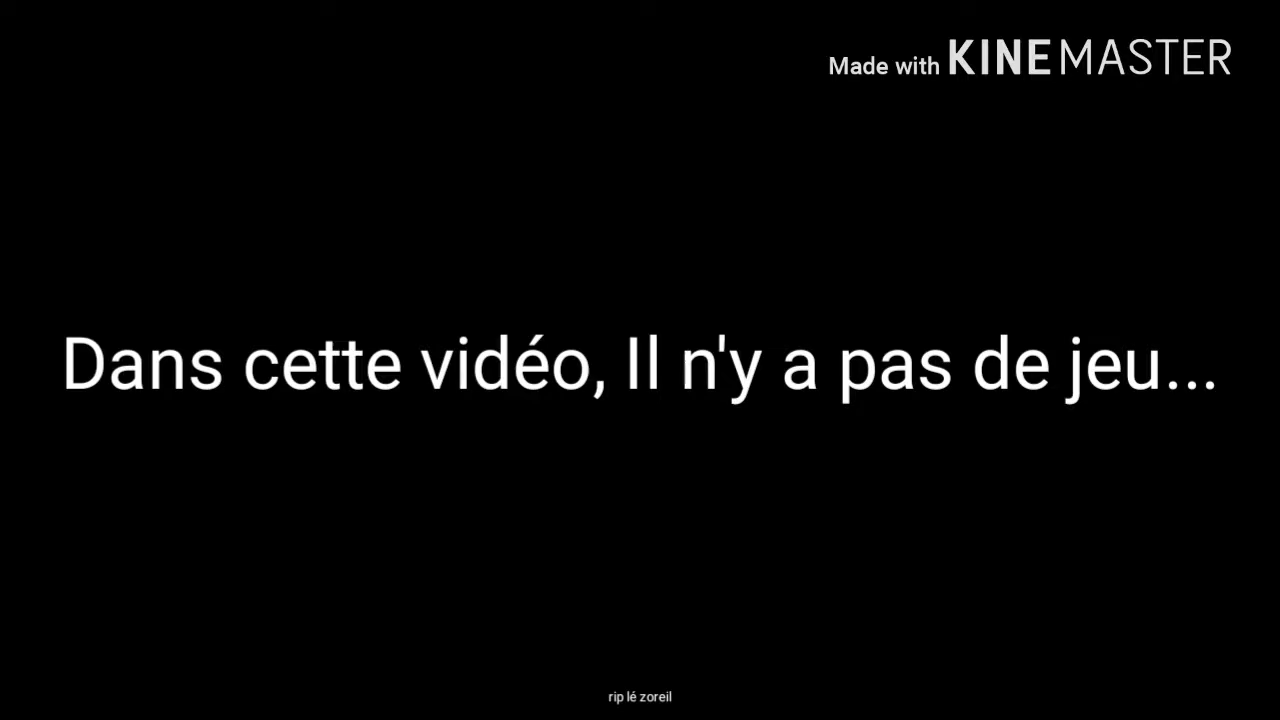 Made with KINEMASTER
Dans cette vidéo, Il n'y a pas de jeu...
rip lé zoreil